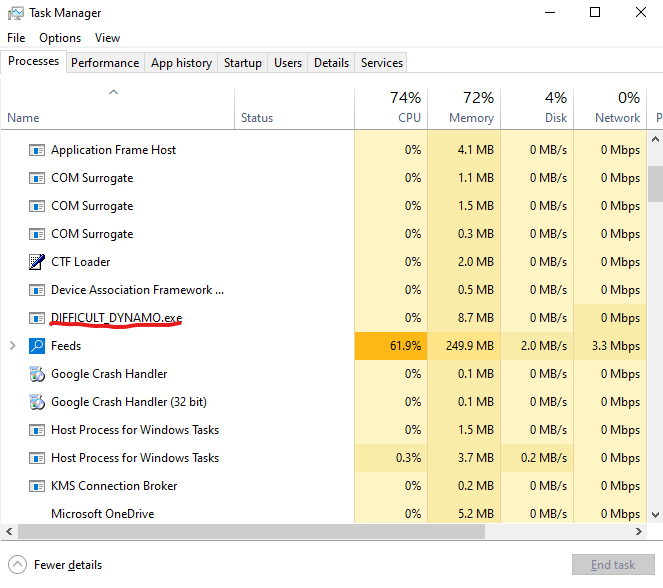 Task Manager
File Options View
Processes Performance App history Startup Users Details Services
74% 72% 4% 0%
Name Status CPU Memory Disk Network P
Application Frame Host 0% 4.1 MB 0 MB/s 0 Mbps
COM Surrogate 0% 1.1 MB 0 MB/s 0 Mbps
COM Surrogate 0% 1.5 MB 0 MB/s 0 Mbps
COM Surrogate 0% 0.3 MB 0 MB/s 0 Mbps
CTF Loader 0% 2.0 MB 0 MB/s 0 Mbps
Device Association Framework ... 0% 0.5 MB 0 MB/s 0 Mbps
DIFFICULT_DYNAMO.exe 0% 8.7 MB 0 MB/s 0 Mbps
Feeds 61.9% 249.9 MB 2.0 MB/s 3.3 Mbps
Google Crash Handler 0% 0.1 MB 0 MB/s 0 Mbps
Google Crash Handler (32 bit) 0% 0.1 MB 0 MB/s 0 Mbps
Host Process for Windows Tasks 0% 1.5 MB 0 MB/s 0 Mbps
Host Process for Windows Tasks 0.3% 3.7 MB 0.2 MB/s 0 Mbps
KMS Connection Broker 0% 0.2 MB 0 MB/s 0 Mbps
Microsoft OneDrive 0% 5.2 MB 0 MB/s 0 Mbps
Fewer details End task